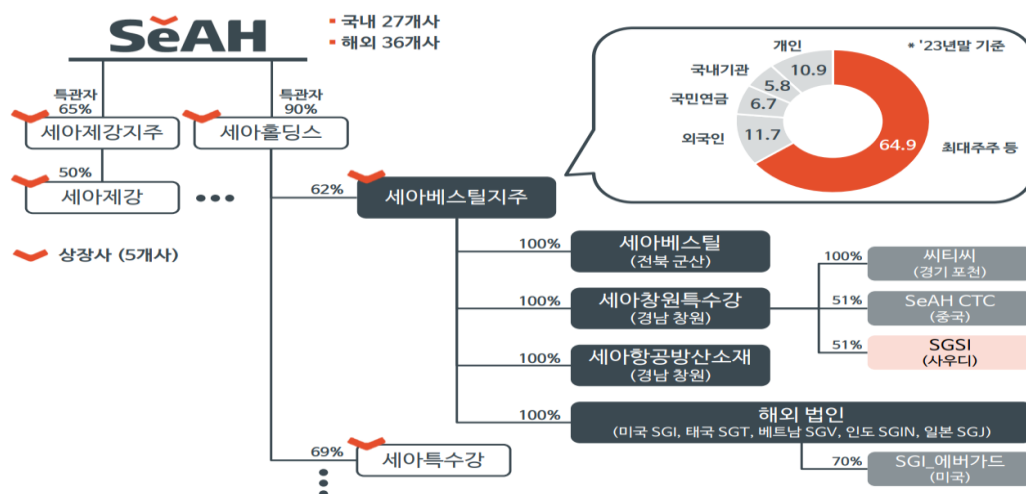 SeAH
▪ 국내 27개사
▪ 해외 36개사
특관자
65%
세아제강지주
50%
세아제강
●●●
특관자
90%
세아홀딩스
상장사 (5개사)
* '23년말 기준
개인
10.9
국내기관
5.8
국민연금
6.7
외국인
11.7
64.9
최대주주 등
62%
세아베스틸지주
100%
세아베스틸
(전북 군산)
100%
세아창원특수강
(경남 창원)
100%
씨티씨
(경기 포천)
51%
SeAH CTC
(중국)
51%
SGSI
(사우디)
100%
세아항공방산소재
(경남 창원)
100%
해외 법인
(미국 SGI, 태국 SGT, 베트남 SGV, 인도 SGIN, 일본 SGJ)
70%
SGI_에버가드
(미국)
69%
세아특수강